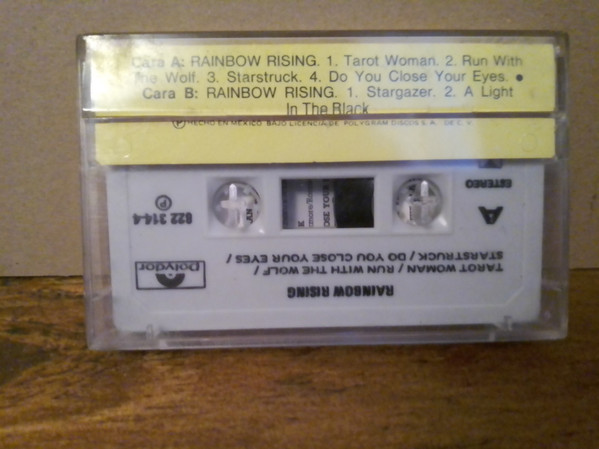 Cara A: RAINBOW RISING. 1. Tarot Woman. 2. Run With
The Wolf. 3. Starstruck. 4. Do You Close Your Eyes. ●
Cara B: RAINBOW RISING. 1. Stargazer. 2. A Light
In The Black
Ⓟ HECHO EN MEXICO BAJO LICENCIA DE POLYGRAM DISCOS S.A. DE C.V.
A
ESTEREO
822 314-4
Ⓟ
Polydor
RAINBOW RISING
TAROT WOMAN / RUN WITH THE WOLF /
STARSTRUCK / DO YOU CLOSE YOUR EYES /